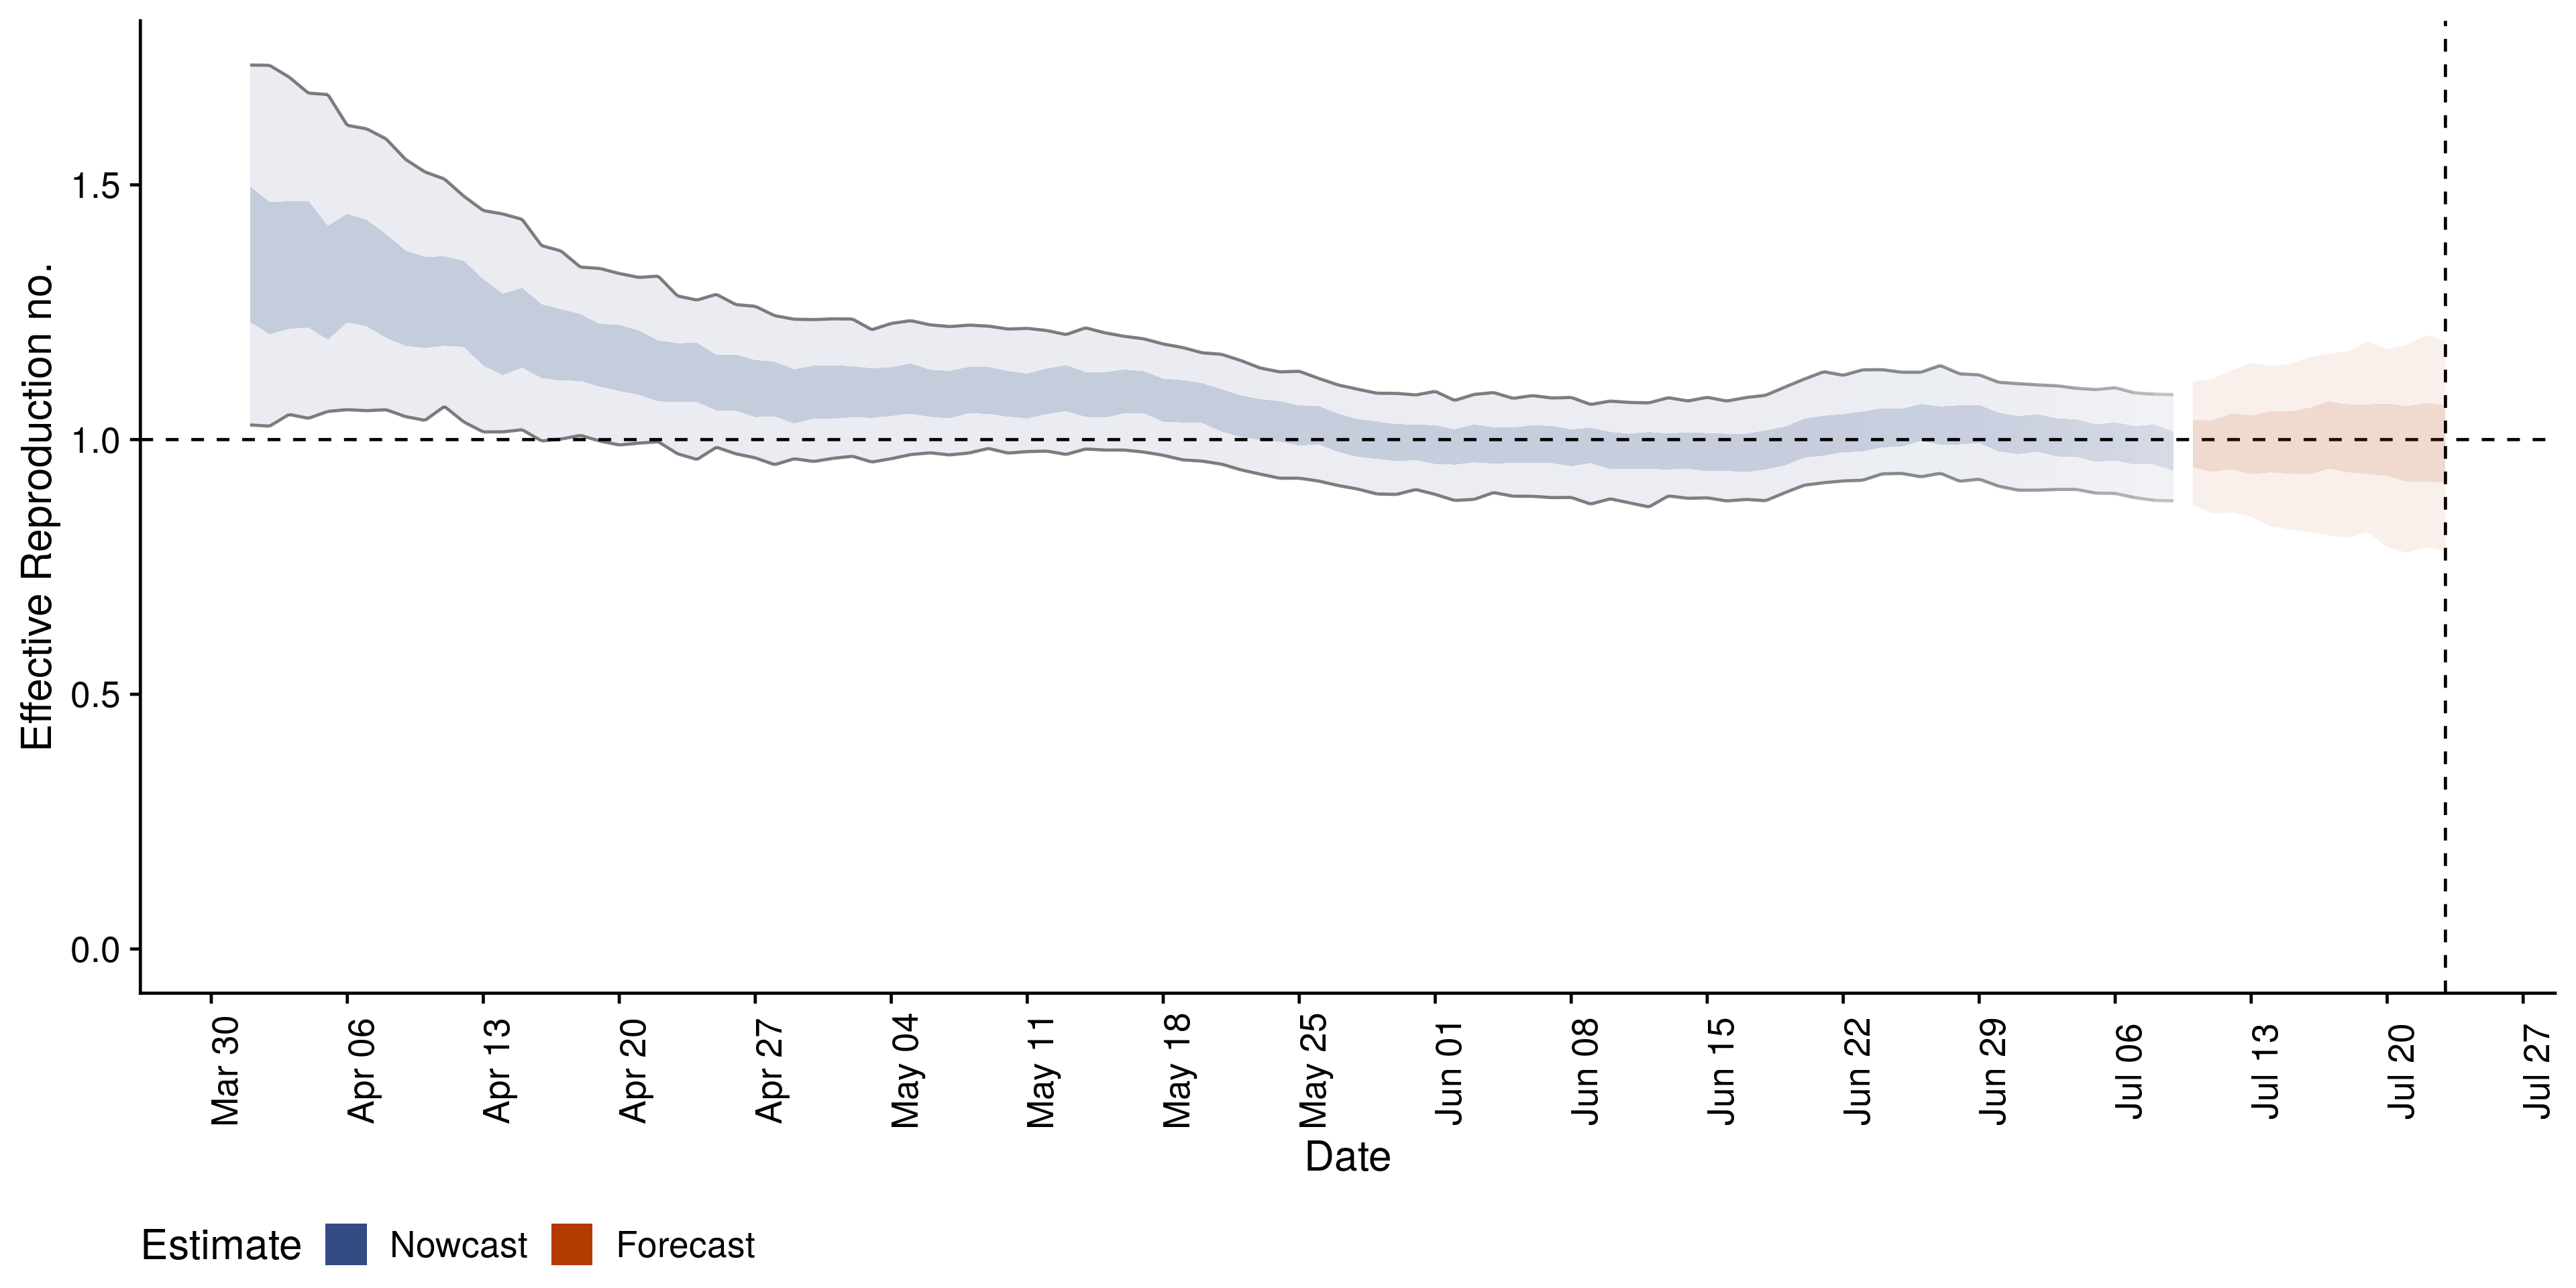 Effective Reproduction no.
1.5
1.0
0.5
0.0
Mar 30
Apr 06
Apr 13
Apr 20
Apr 27
May 04
May 11
May 18
May 25
Jun 01
Jun 08
Jun 15
Jun 22
Jun 29
Jul 06
Jul 13
Jul 20
Jul 27
Date
Estimate Nowcast Forecast